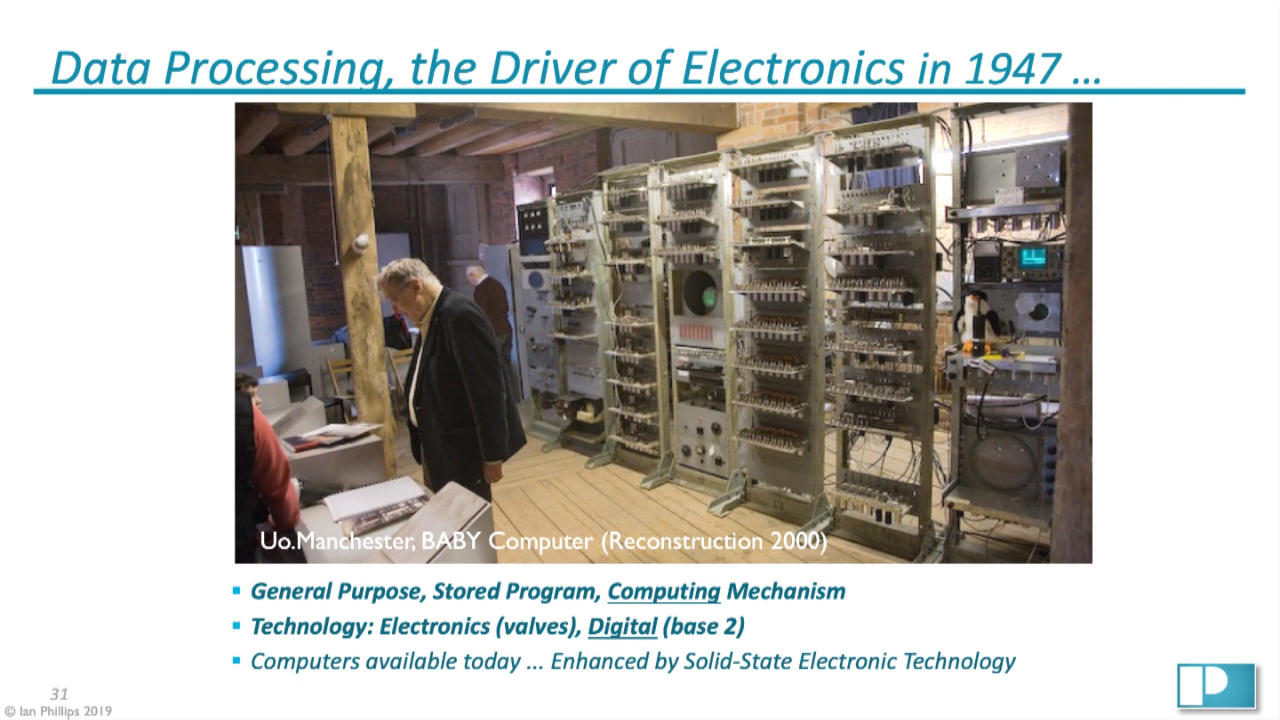 Data Processing, the Driver of Electronics in 1947 ...
Uo.Manchester, BABY Computer (Reconstruction 2000)
General Purpose, Stored Program, Computing Mechanism
Technology: Electronics (valves), Digital (base 2)
Computers available today ... Enhanced by Solid-State Electronic Technology
31
© Ian Phillips 2019
P